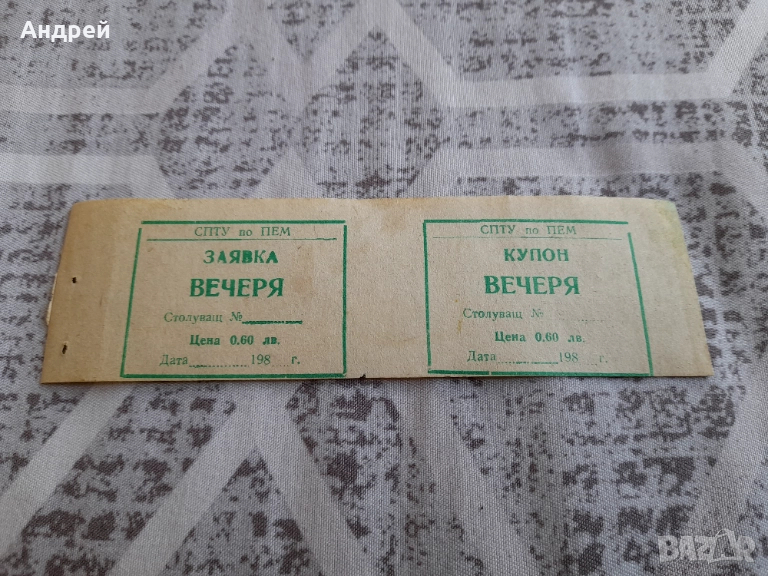 Андрей
СПТУ по ПЕМ
ЗАЯВКА
ВЕЧЕРЯ
Столуващ №
Цена 0.60 лв.
Дата 198 г.
СПТУ по ПЕМ
КУПОН
ВЕЧЕРЯ
Столуващ №
Цена 0.60 лв.
Дата 198 г.
BAZAR